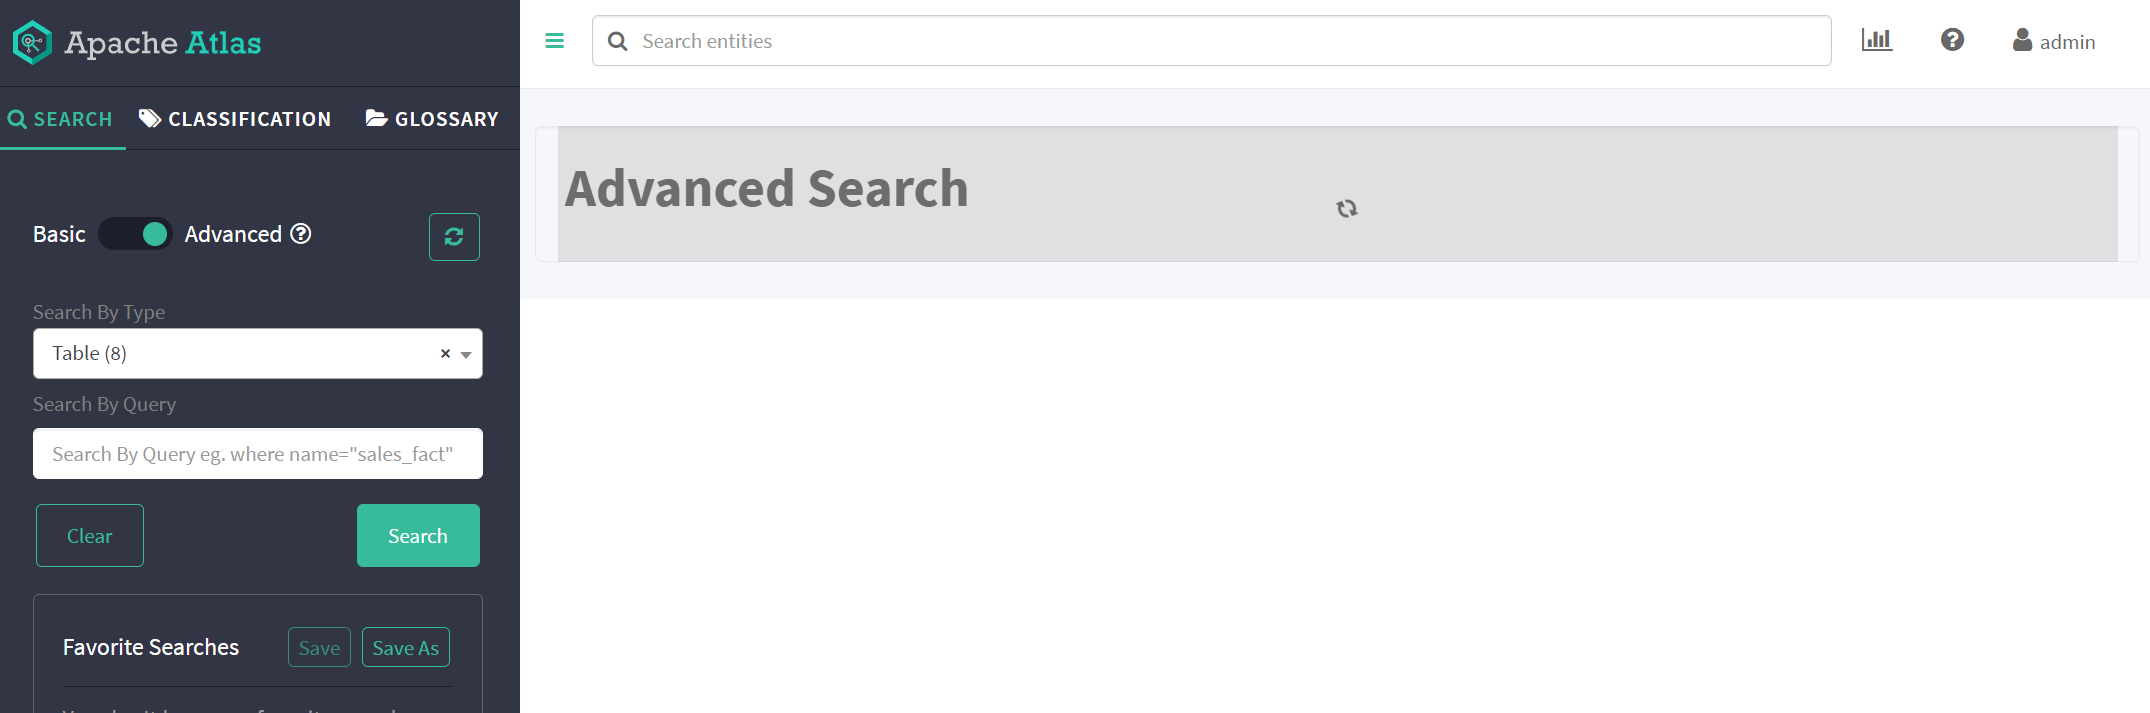 Apache Atlas
Search entities
admin
SEARCH CLASSIFICATION GLOSSARY
Advanced Search
Basic Advanced
Search By Type
Table (8) ×
Search By Query
Search By Query eg. where name="sales_fact"
Clear Search
Favorite Searches Save Save As